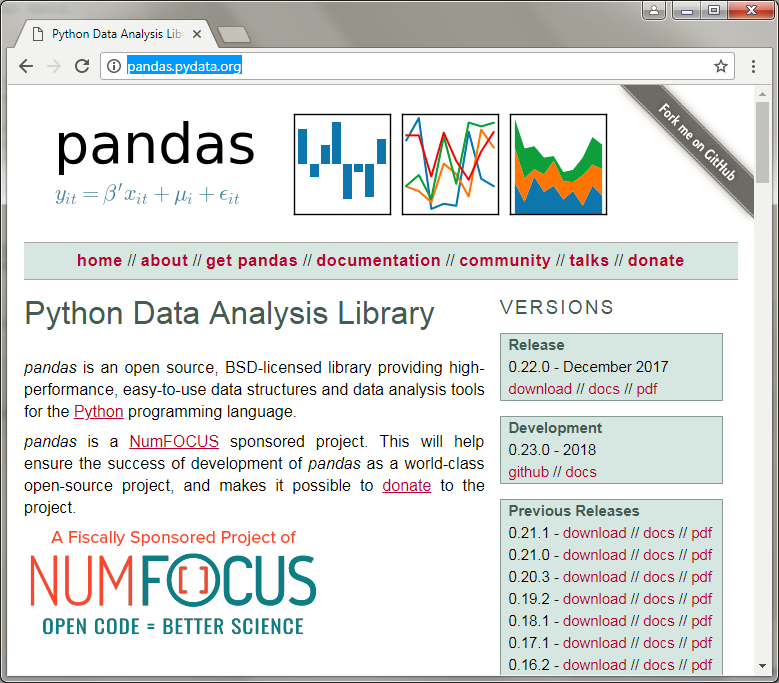 Python Data Analysis Lib
pandas.pydata.org
pandas
y_{it} = β′x_{it} + μ_i + ϵ_{it}
Fork me on GitHub
home // about // get pandas // documentation // community // talks // donate
Python Data Analysis Library
pandas is an open source, BSD-licensed library providing high-
performance, easy-to-use data structures and data analysis tools
for the Python programming language.
pandas is a NumFOCUS sponsored project. This will help
ensure the success of development of pandas as a world-class
open-source project, and makes it possible to donate to the
project.
A Fiscally Sponsored Project of
NUMFOCUS
OPEN CODE = BETTER SCIENCE
VERSIONS
Release
0.22.0 - December 2017
download // docs // pdf
Development
0.23.0 - 2018
github // docs
Previous Releases
0.21.1 - download // docs // pdf
0.21.0 - download // docs // pdf
0.20.3 - download // docs // pdf
0.19.2 - download // docs // pdf
0.18.1 - download // docs // pdf
0.17.1 - download // docs // pdf
0.16.2 - download // docs // pdf